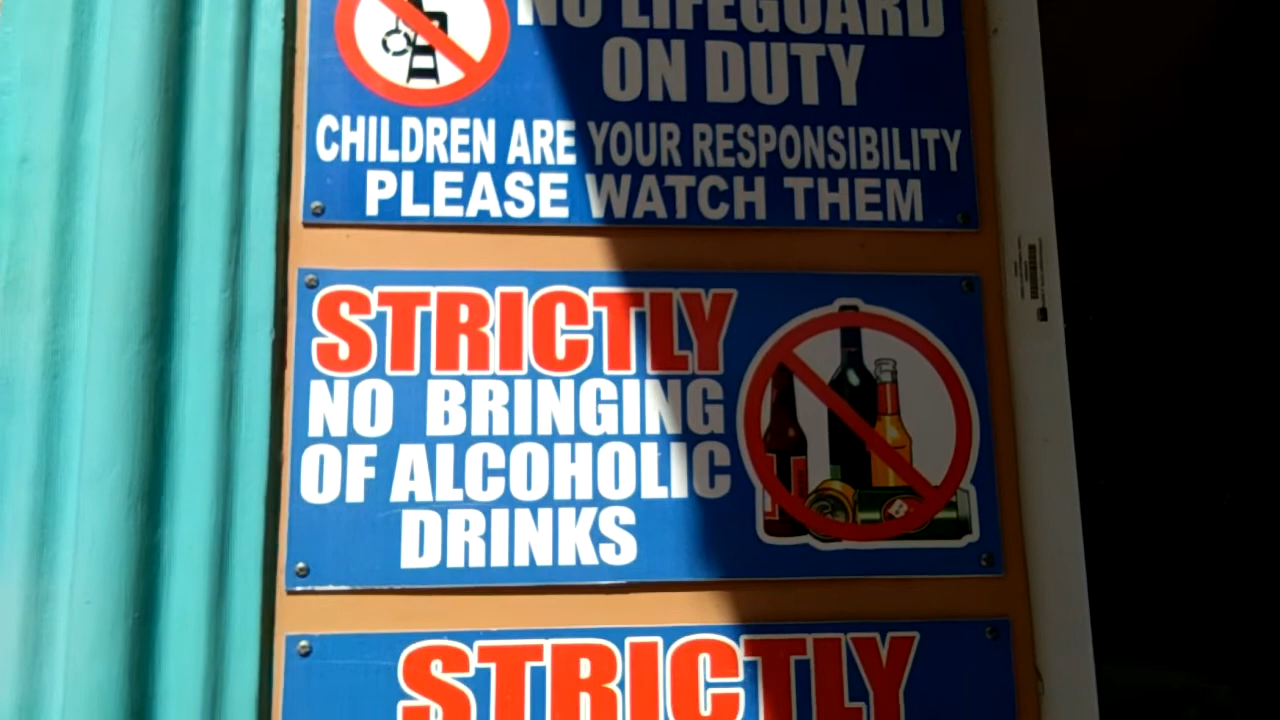 NO LIFEGUARD
ON DUTY
CHILDREN ARE YOUR RESPONSIBILITY
PLEASE WATCH THEM
STRICTLY
NO BRINGING
OF ALCOHOLIC
DRINKS
STRICTLY